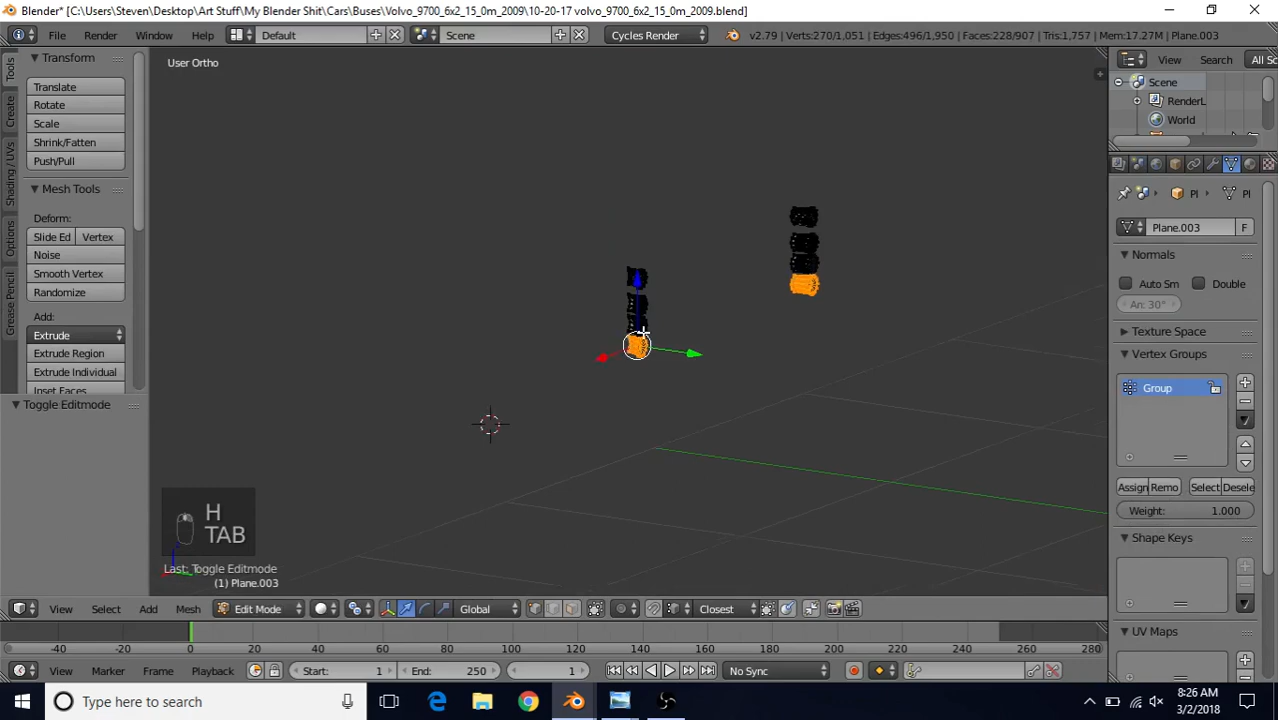 Blender* [C:\Users\Steven\Desktop\Art Stuff\My Blender Shit\Cars\Buses\Volvo_9700_6x2_15_0m_2009\10-20-17 volvo_9700_6x2_15_0m_2009.blend]
File Render Window Help Default Scene Cycles Render v2.79 | Verts:270/1,051 | Edges:496/1,950 | Faces:228/907 | Tris:1,757 | Mem:17.27M | Plane.003
View Search All Sc
Scene
RenderL
World
Tools
Create
Shading / UVs
Options
Grease Pencil
Transform
Translate
Rotate
Scale
Shrink/Fatten
Push/Pull
Mesh Tools
Deform:
Slide Ed Vertex
Noise
Smooth Vertex
Randomize
Add:
Extrude
Extrude Region
Extrude Individual
Inset Faces
Toggle Editmode
User Ortho
H
TAB
Last: Toggle Editmode
(1) Plane.003
Pl Pl
Plane.003 F
Normals
Auto Sm Double
An: 30°
Texture Space
Vertex Groups
Group
Assign Remo Select Desele
Weight: 1.000
Shape Keys
UV Maps
View Select Add Mesh Edit Mode Global Closest
-40 -20 0 20 40 60 80 100 120 140 160 180 200 220 240 260 280
View Marker Frame Playback Start: 1 End: 250 1 No Sync
Type here to search
8:26 AM
3/2/2018